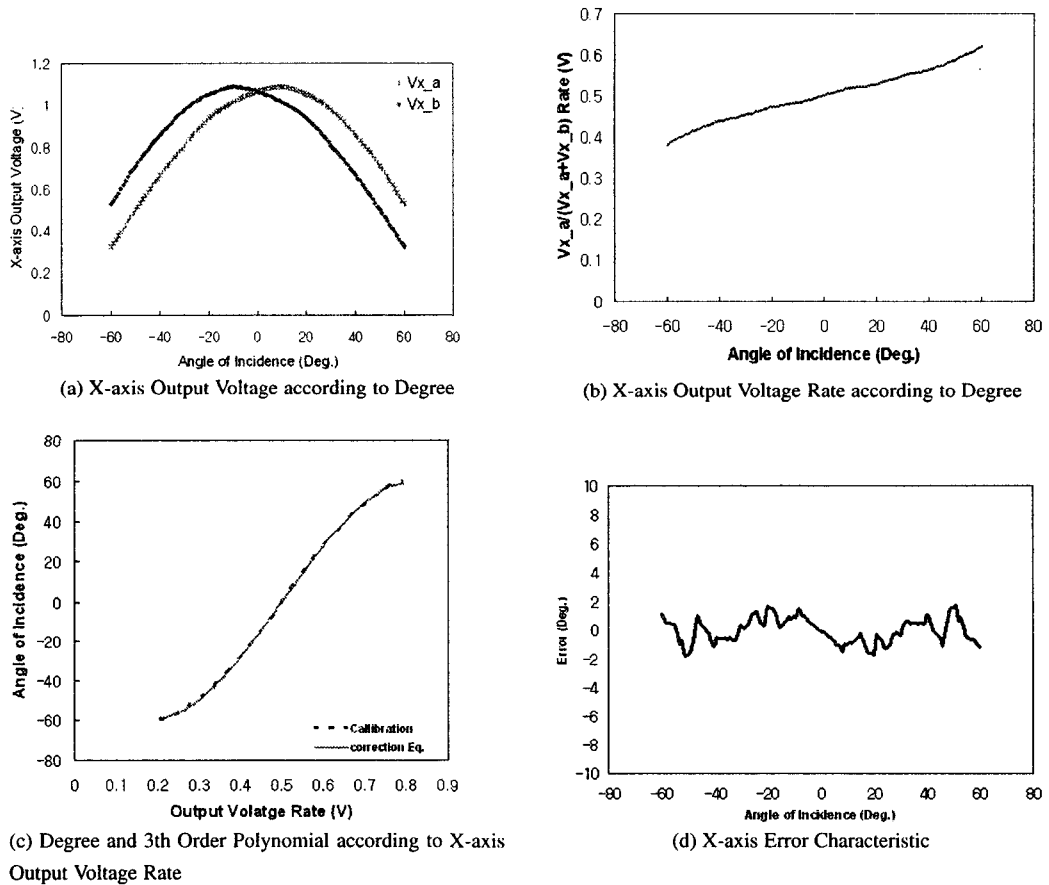 1.2
1
0.8
0.6
0.4
0.2
0
X-axis Output Voltage (V.
Vx_a
Vx_b
-80 -60 -40 -20 0 20 40 60 80
Angle of Incidence (Deg.)
(a) X-axis Output Voltage according to Degree
0.7
0.6
0.5
0.4
0.3
0.2
0.1
0
Vx_a/(Vx_a+Vx_b) Rate (V)
-80 -60 -40 -20 0 20 40 60 80
Angle of Incidence (Deg.)
(b) X-axis Output Voltage Rate according to Degree
80
60
40
20
0
-20
-40
-60
-80
Angle of Incidence (Deg.)
Callibration
correction Eq.
0 0.1 0.2 0.3 0.4 0.5 0.6 0.7 0.8 0.9
Output Volatge Rate (V)
(c) Degree and 3th Order Polynomial according to X-axis
Output Voltage Rate
10
8
6
4
2
0
-2
-4
-6
-8
-10
Error (Deg.)
-80 -60 -40 -20 0 20 40 60 80
Angle of Incidence (Deg.)
(d) X-axis Error Characteristic